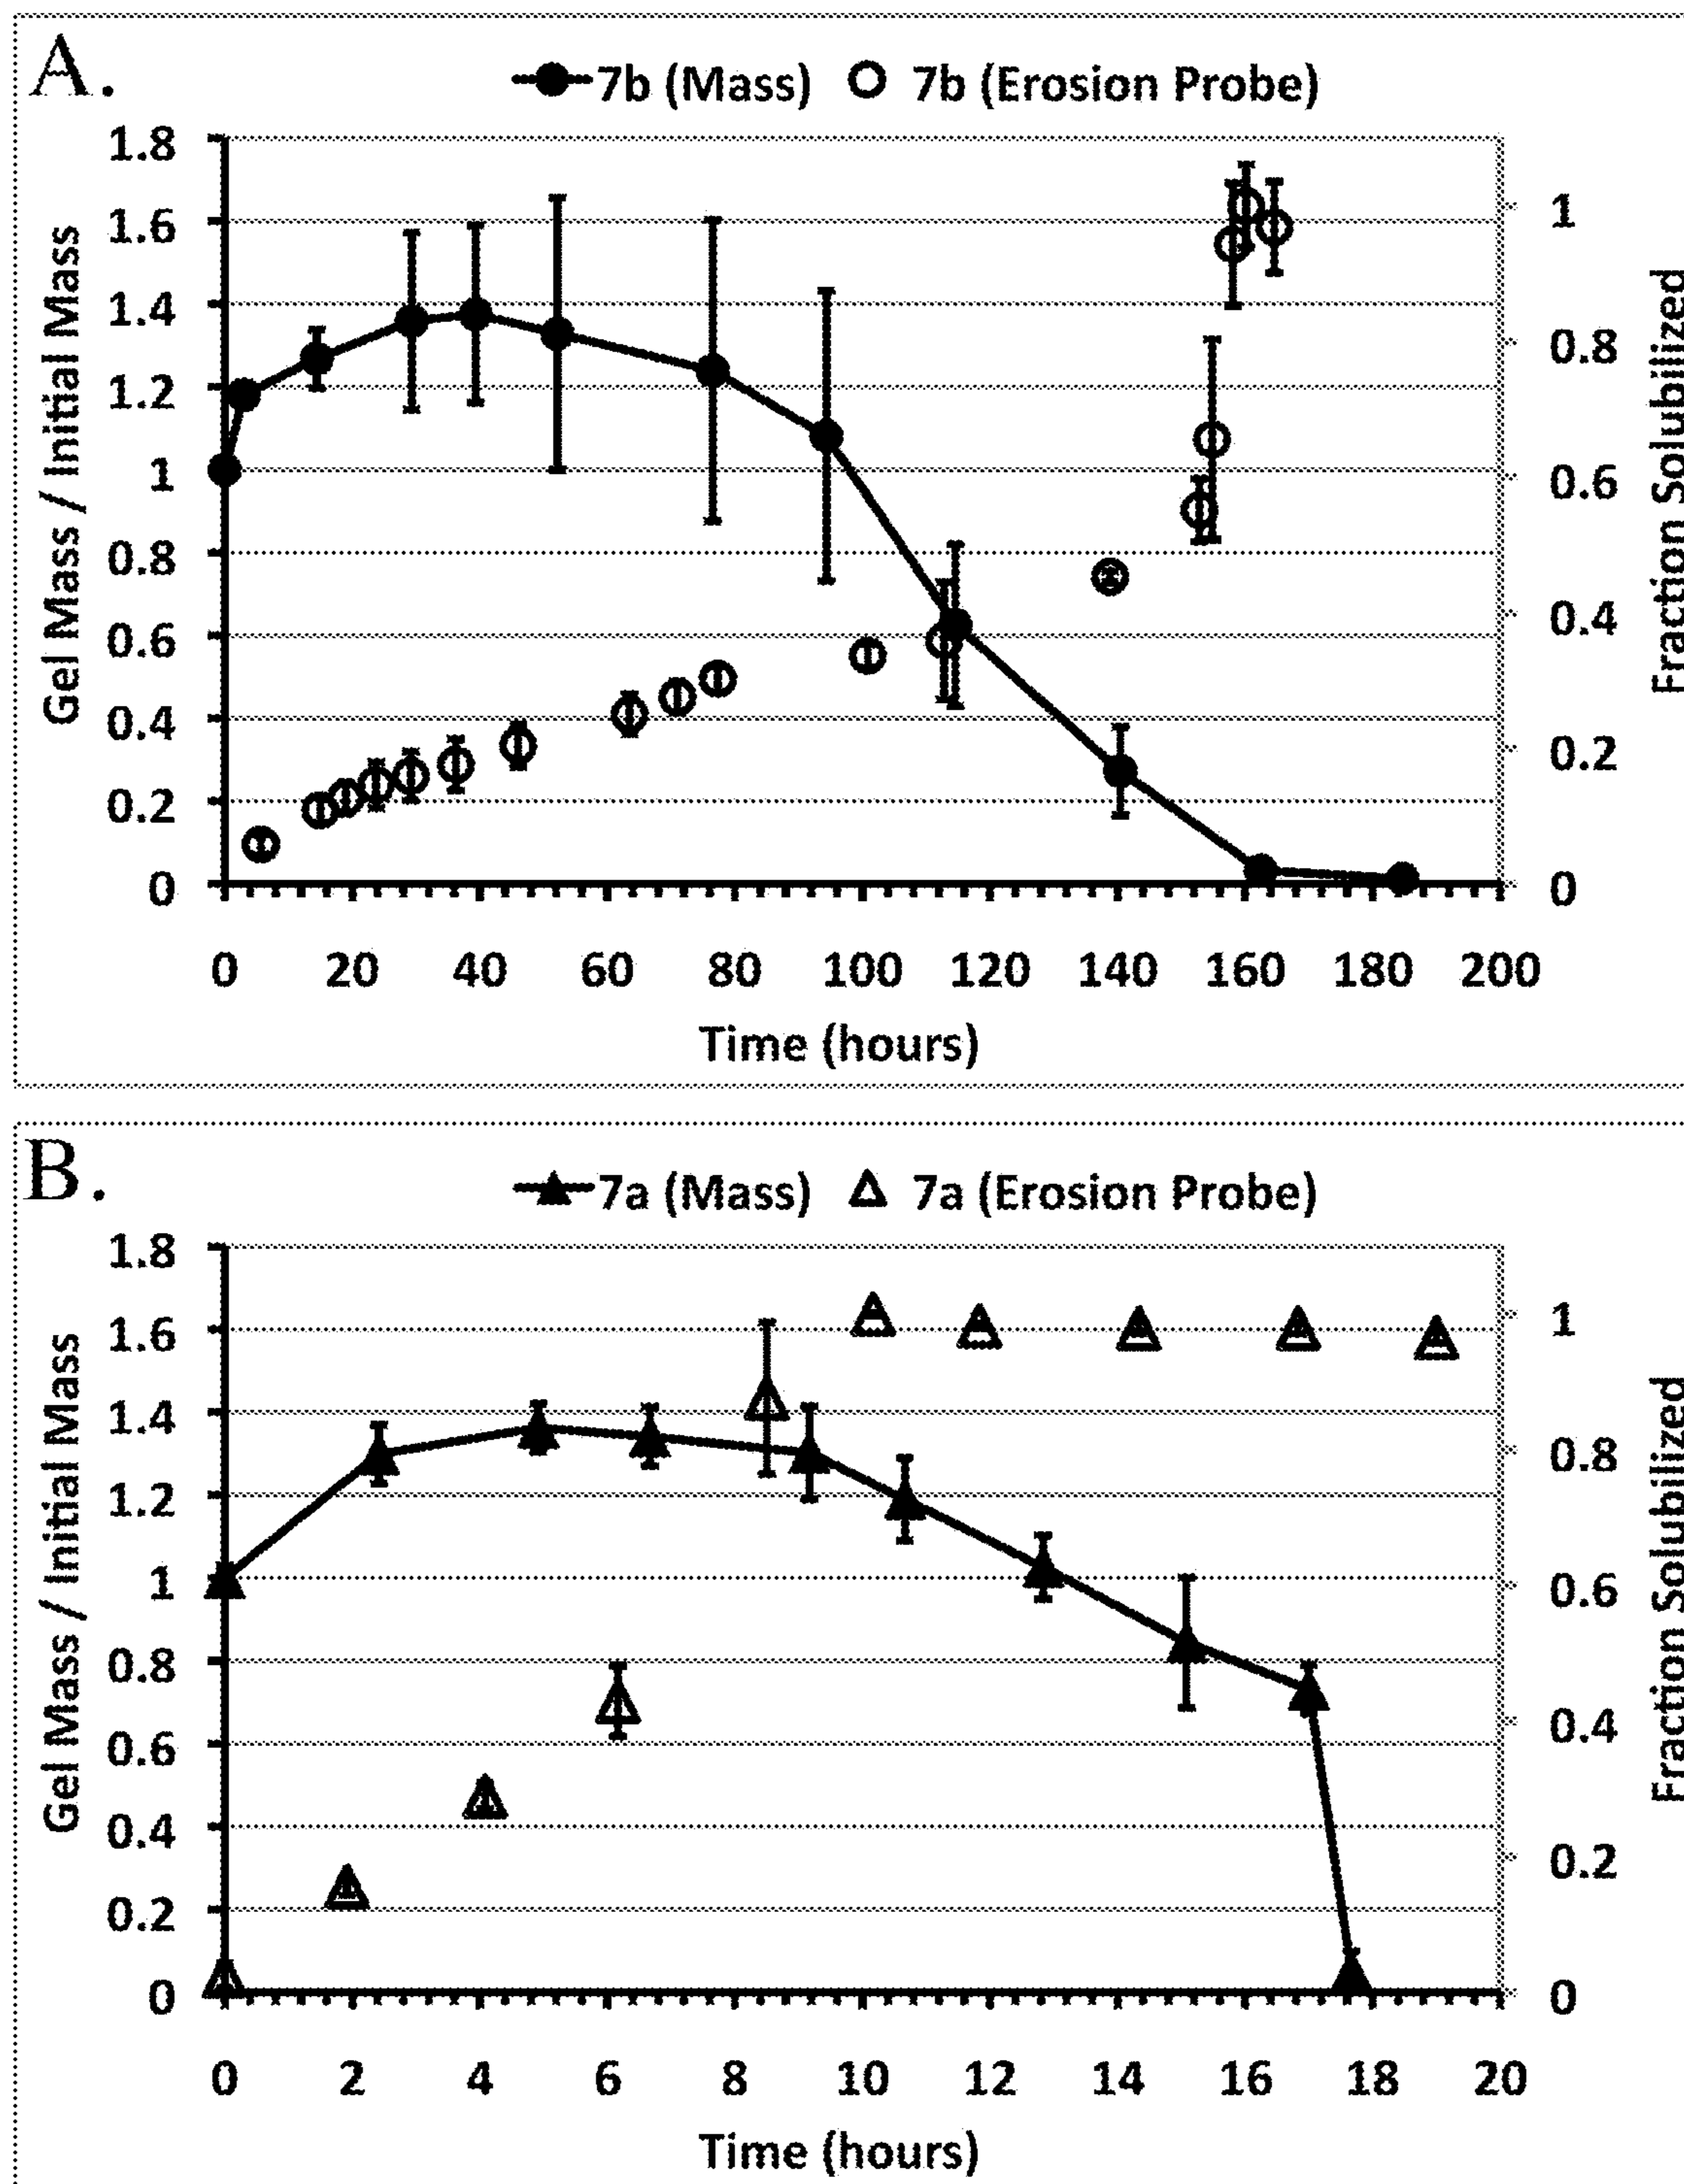 A.
7b (Mass) 7b (Erosion Probe)
1.8
1.6
1.4
1.2
1
0.8
0.6
0.4
0.2
0
Gel Mass / Initial Mass
1
0.8
0.6
0.4
0.2
0
Fraction Solubilized
0 20 40 60 80 100 120 140 160 180 200
Time (hours)
B.
7a (Mass) 7a (Erosion Probe)
1.8
1.6
1.4
1.2
1
0.8
0.6
0.4
0.2
0
Gel Mass / Initial Mass
1
0.8
0.6
0.4
0.2
0
Fraction Solubilized
0 2 4 6 8 10 12 14 16 18 20
Time (hours)